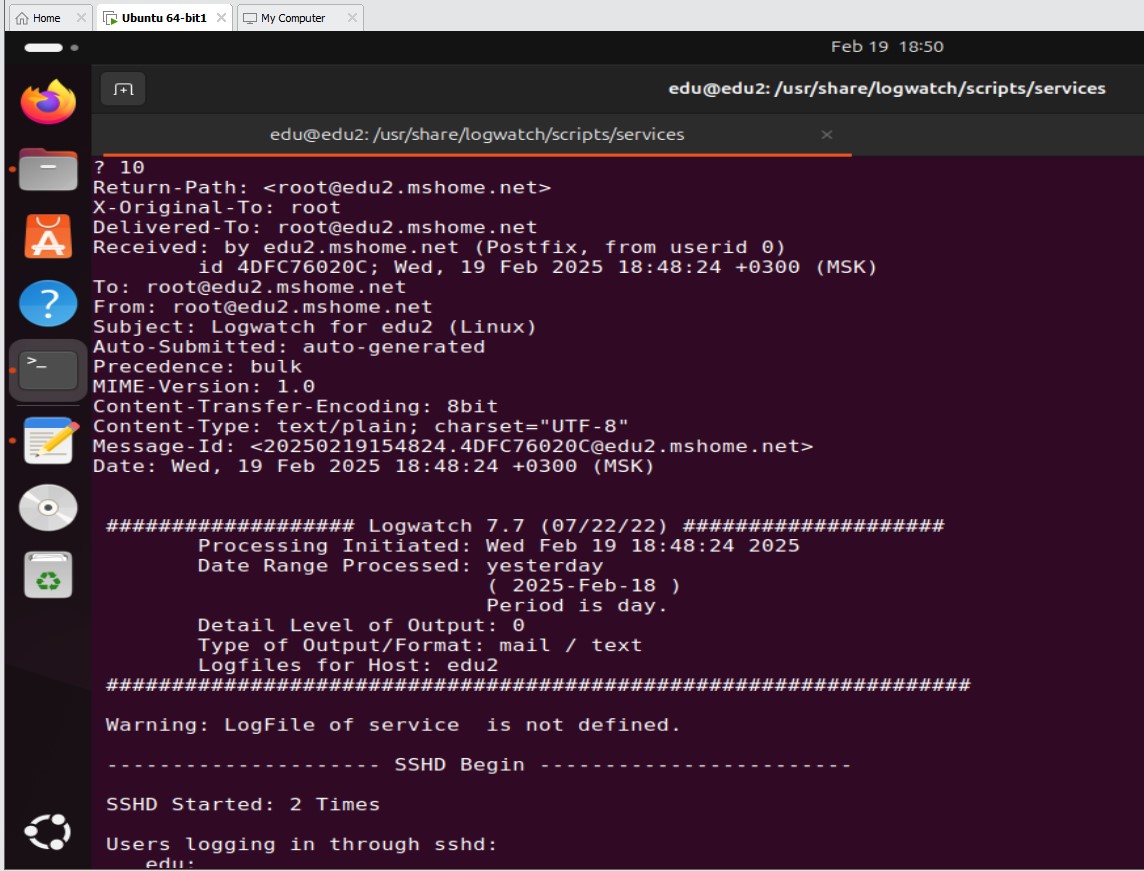 Home
Ubuntu 64-bit1
My Computer
Feb 19 18:50
edu@edu2: /usr/share/logwatch/scripts/services
edu@edu2: /usr/share/logwatch/scripts/services
? 10
Return-Path: <root@edu2.mshome.net>
X-Original-To: root
Delivered-To: root@edu2.mshome.net
Received: by edu2.mshome.net (Postfix, from userid 0)
        id 4DFC76020C; Wed, 19 Feb 2025 18:48:24 +0300 (MSK)
To: root@edu2.mshome.net
From: root@edu2.mshome.net
Subject: Logwatch for edu2 (Linux)
Auto-Submitted: auto-generated
Precedence: bulk
MIME-Version: 1.0
Content-Transfer-Encoding: 8bit
Content-Type: text/plain; charset="UTF-8"
Message-Id: <20250219154824.4DFC76020C@edu2.mshome.net>
Date: Wed, 19 Feb 2025 18:48:24 +0300 (MSK)
################### Logwatch 7.7 (07/22/22) ####################
Processing Initiated: Wed Feb 19 18:48:24 2025
Date Range Processed: yesterday
( 2025-Feb-18 )
Period is day.
Detail Level of Output: 0
Type of Output/Format: mail / text
Logfiles for Host: edu2
##################################################################
Warning: LogFile of service  is not defined.
--------------------- SSHD Begin ------------------------
SSHD Started: 2 Times
Users logging in through sshd:
edu: